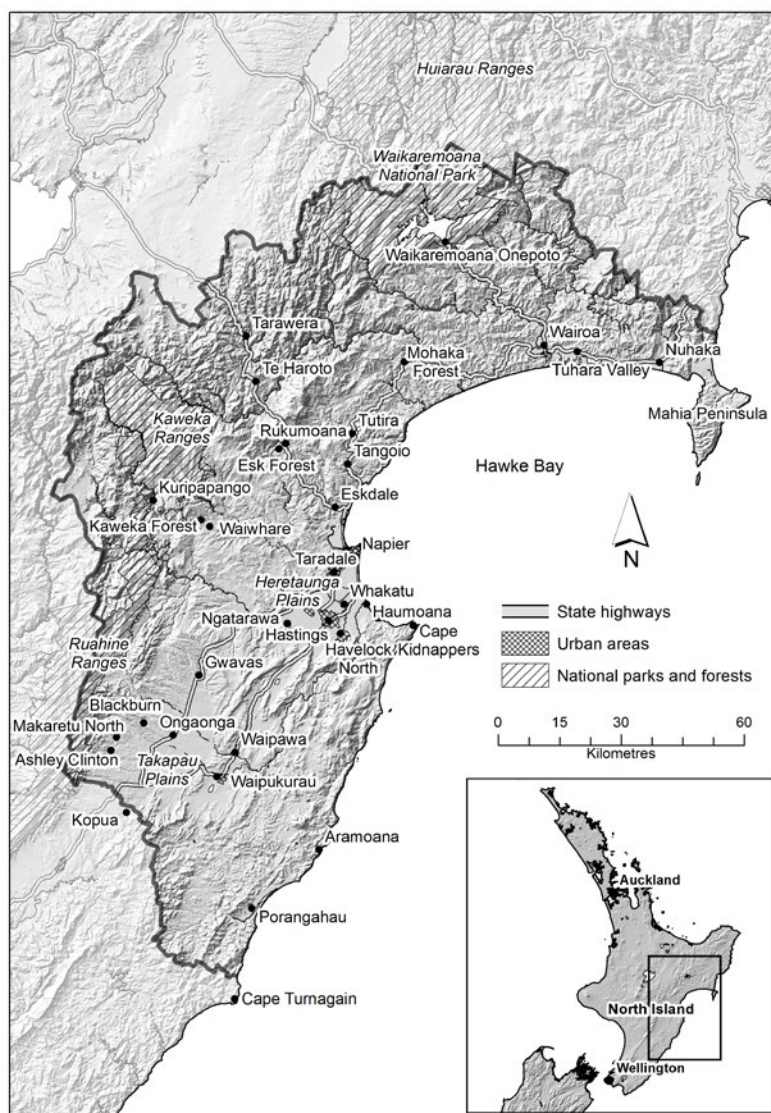 Huiarau Ranges
Waikaremoana
National Park
Waikaremoana Onepoto
Tarawera
Wairoa
Mohaka
Forest
Nuhaka
Tuhara Valley
Te Haroto
Mahia Peninsula
Kaweka
Ranges
Rukumoana
Tutira
Esk Forest
Tangoio
Hawke Bay
Kuripapango
Eskdale
Kaweka Forest
Waiwhare
Napier
Taradale
Heretaunga
Plains
Whakatu
Ngatarawa
Haumoana
Hastings
Cape
Kidnappers
Havelock
North
Ruahine
Ranges
Gwavas
Blackburn
Makaretu North
Ongaonga
Waipawa
Ashley Clinton
Takapau
Plains
Waipukurau
Kopua
Aramoana
Porangahau
Cape Turnagain
N
State highways
Urban areas
National parks and forests
0 15 30 60
Kilometres
Auckland
North Island
Wellington